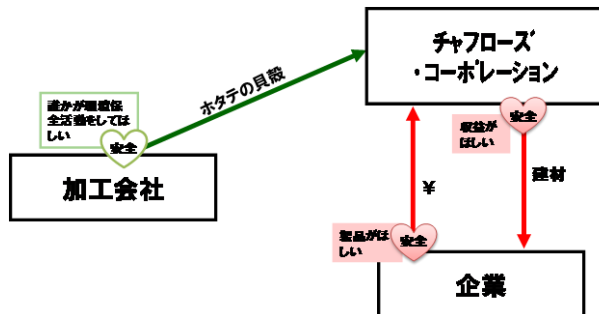 チャフローズ
・コーポレーション
ホタテの貝殻
誰かが環境保
全活動をしてほ
しい
安全
加工会社
安全
収益が
ほしい
¥
建材
製品がほ
しい
安全
企業